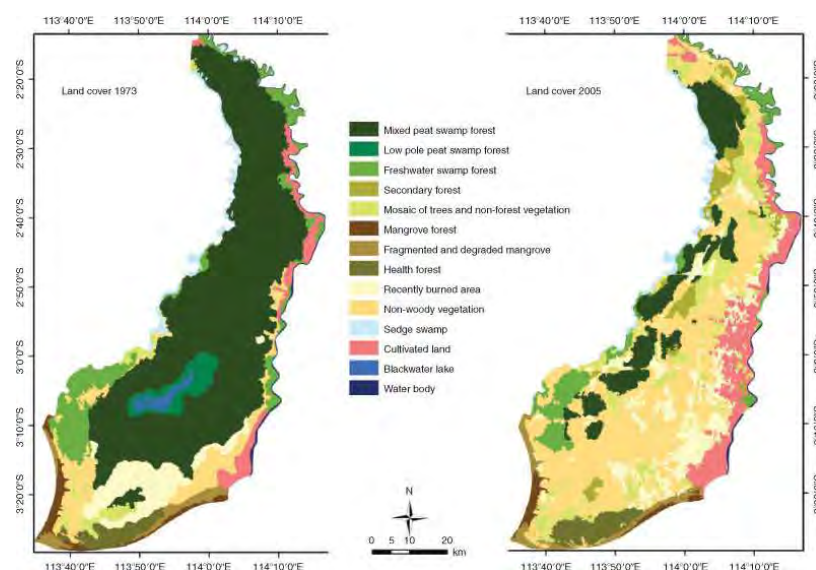 113°40'0"E 113°50'0"E 114°0'0"E 114°10'0"E
113°40'0"E 113°50'0"E 114°0'0"E 114°10'0"E
2°20'0"S
2°30'0"S
2°40'0"S
2°50'0"S
3°0'0"S
3°10'0"S
3°20'0"S
Land cover 1973
Land cover 2005
Mixed peat swamp forest
Low pole peat swamp forest
Freshwater swamp forest
Secondary forest
Mosaic of trees and non-forest vegetation
Mangrove forest
Fragmented and degraded mangrove
Health forest
Recently burned area
Non-woody vegetation
Sedge swamp
Cultivated land
Blackwater lake
Water body
N
0 5 10 20
km
113°40'0"E 113°50'0"E 114°0'0"E 114°10'0"E
113°40'0"E 113°50'0"E 114°0'0"E 114°10'0"E